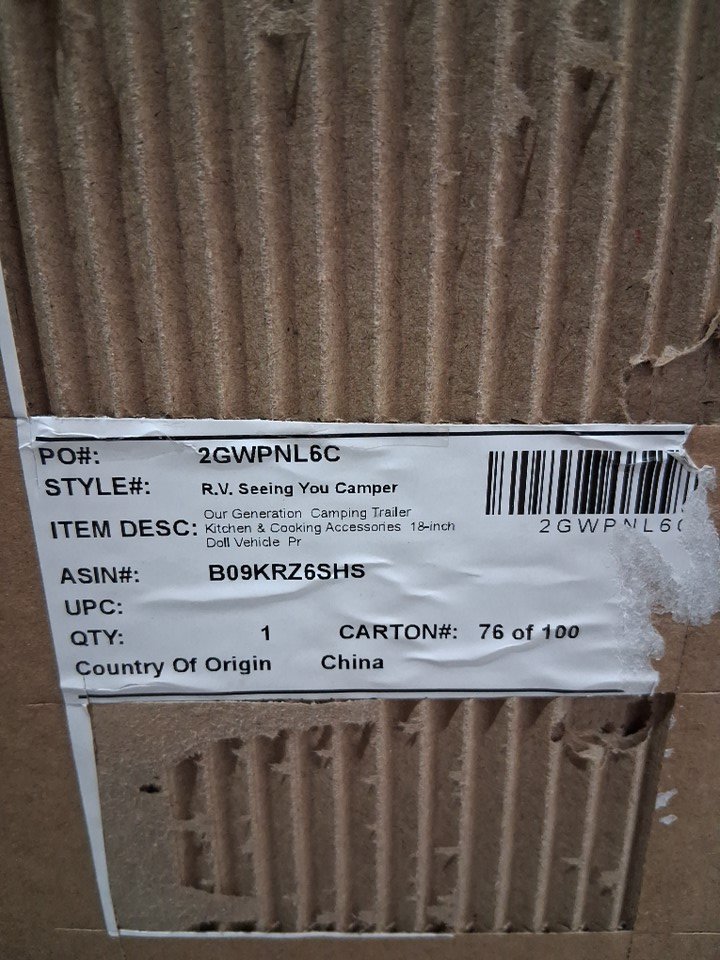 PO#: 2GWPNL6C
STYLE#: R.V. Seeing You Camper
ITEM DESC: Our Generation Camping Trailer
Kitchen & Cooking Accessories 18-inch
Doll Vehicle Pr
2GWPNL6C
ASIN#: B09KRZ6SHS
UPC:
QTY: 1 CARTON#: 76 of 100
Country Of Origin China